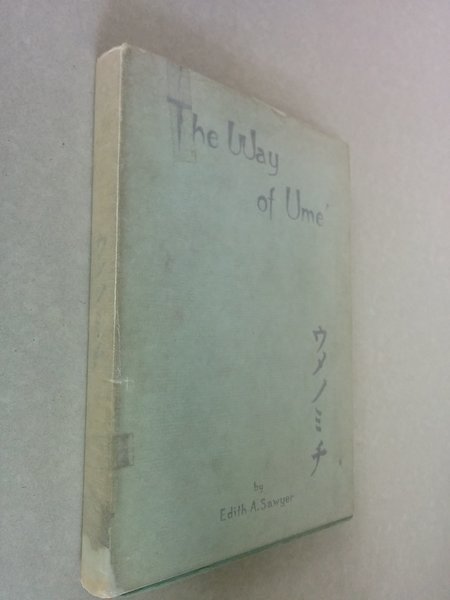 The Way
of Ume'
ウメノミチ
by
Edith A. Sawyer